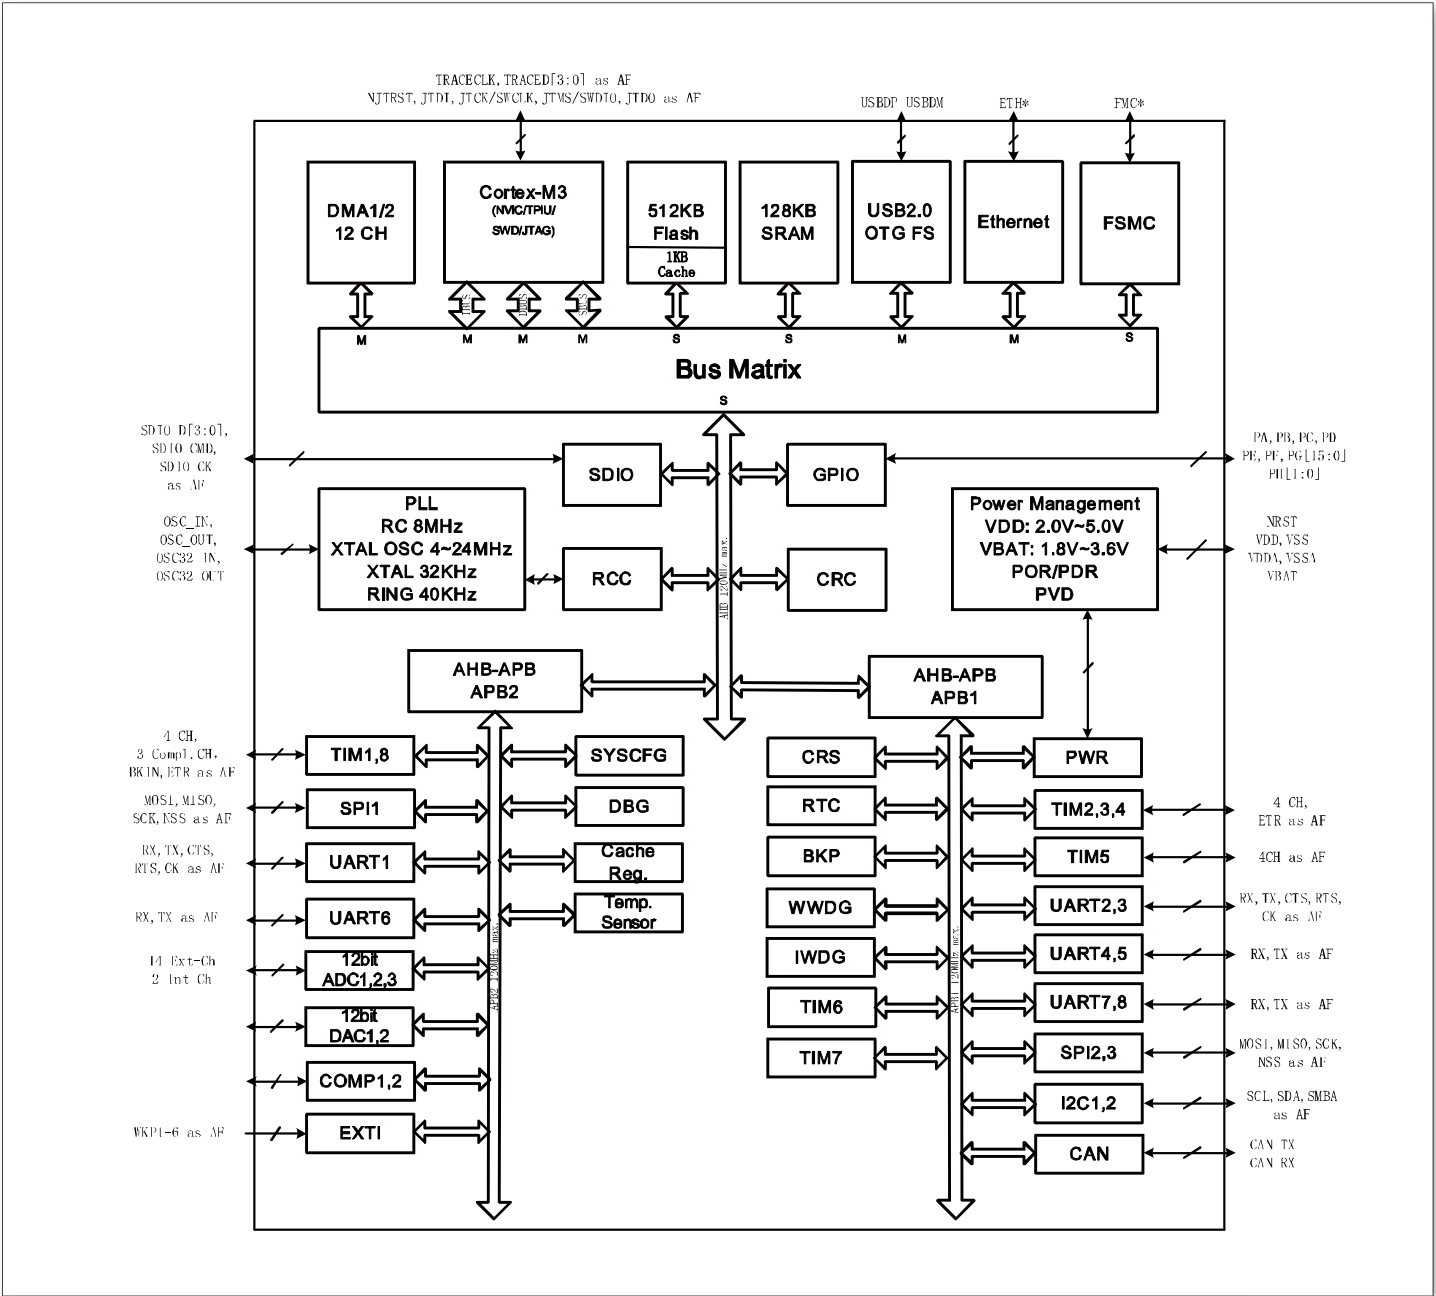 TRACECLK, TRACED[3:0] as AF
NJTRST, JTDI, JTCK/SWCLK, JTMS/SWDIO, JTDO as AF
USBDP USBDM
ETH*
FMC*
DMA1/2
12 CH
Cortex-M3
(NVIC/TPIU/
SWD/JTAG)
512KB
Flash
1KB
Cache
128KB
SRAM
USB2.0
OTG FS
Ethernet
FSMC
IBUS
DBUS
SBUS
M
M
M
M
S
S
M
M
S
Bus Matrix
S
SDIO D[3:0],
SDIO CMD,
SDIO CK
as AF
SDIO
GPIO
PA, PB, PC, PD
PE, PF, PG[15:0]
PH[1:0]
OSC_IN,
OSC_OUT,
OSC32 IN,
OSC32 OUT
PLL
RC 8MHz
XTAL OSC 4~24MHz
XTAL 32KHz
RING 40KHz
RCC
CRC
AHB 120MHz max.
Power Management
VDD: 2.0V~5.0V
VBAT: 1.8V~3.6V
POR/PDR
PVD
NRST
VDD, VSS
VDDA, VSSA
VBAT
AHB-APB
APB2
AHB-APB
APB1
4 CH,
3 Compl.CH,
BKIN, ETR as AF
TIM1,8
SYSCFG
MOSI, MISO,
SCK, NSS as AF
SPI1
DBG
RX, TX, CTS,
RTS, CK as AF
UART1
Cache
Reg.
RX, TX as AF
UART6
Temp.
Sensor
14 Ext-Ch
2 Int Ch
12bit
ADC1,2,3
12bit
DAC1,2
COMP1,2
WKP1-6 as AF
EXTI
APB2 120MHz max.
CRS
PWR
RTC
TIM2,3,4
4 CH,
ETR as AF
BKP
TIM5
4CH as AF
WWDG
UART2,3
RX, TX, CTS, RTS,
CK as AF
IWDG
UART4,5
RX, TX as AF
TIM6
UART7,8
RX, TX as AF
TIM7
SPI2,3
MOSI, MISO, SCK,
NSS as AF
I2C1,2
SCL, SDA, SMBA
as AF
CAN
CAN TX
CAN RX
APB1 120MHz max.